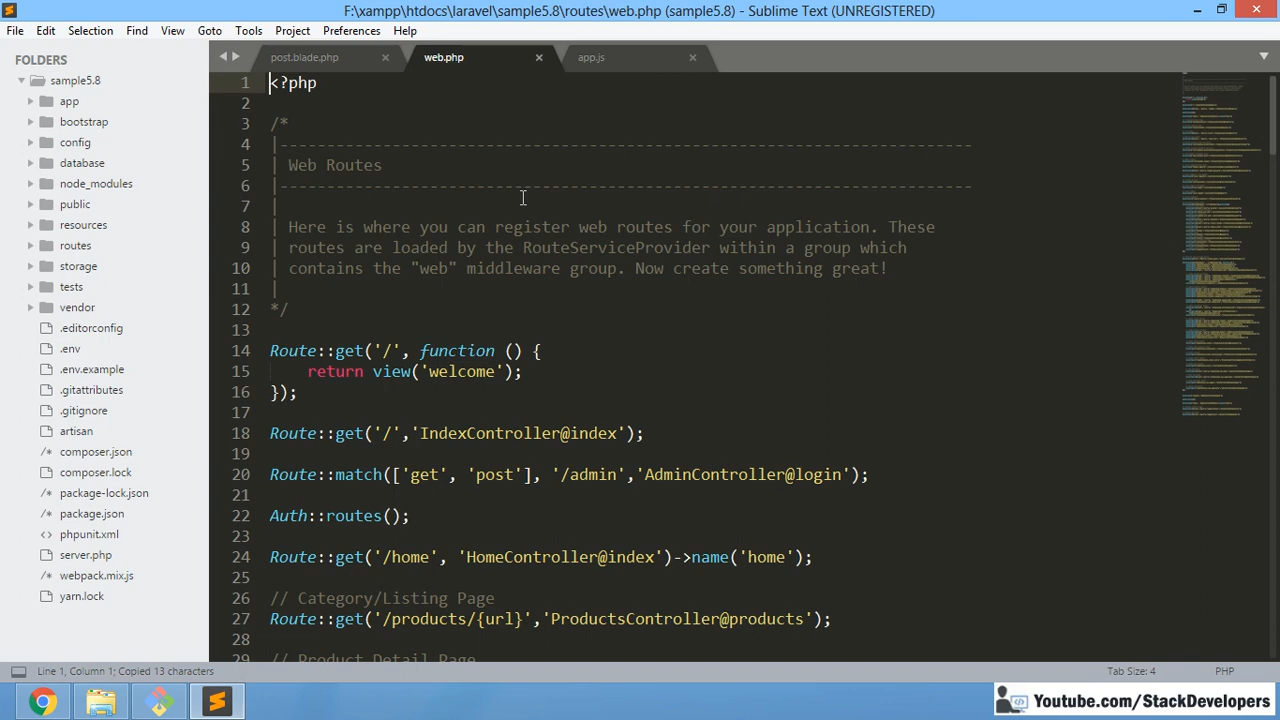 F:\xampp\htdocs\laravel\sample5.8\routes\web.php (sample5.8) - Sublime Text (UNREGISTERED)
File Edit Selection Find View Goto Tools Project Preferences Help
FOLDERS
sample5.8
app
bootstrap
config
database
node_modules
public
resources
routes
storage
tests
vendor
.editorconfig
.env
.env.example
.gitattributes
.gitignore
artisan
composer.json
composer.lock
package-lock.json
package.json
phpunit.xml
server.php
webpack.mix.js
yarn.lock
post.blade.php web.php app.js
1 <?php
2
3 /*
4 |--------------------------------------------------------------------------
5 | Web Routes
6 |--------------------------------------------------------------------------
7 |
8 | Here is where you can register web routes for your application. These
9 | routes are loaded by the RouteServiceProvider within a group which
10 | contains the "web" middleware group. Now create something great!
11 |
12 */
13
14 Route::get('/', function () {
15     return view('welcome');
16 });
17
18 Route::get('/','IndexController@index');
19
20 Route::match(['get', 'post'], '/admin','AdminController@login');
21
22 Auth::routes();
23
24 Route::get('/home', 'HomeController@index')->name('home');
25
26 // Category/Listing Page
27 Route::get('/products/{url}','ProductsController@products');
28
29 // Product Detail Page
Line 1, Column 1; Copied 13 characters
Tab Size: 4 PHP
Youtube.com/StackDevelopers